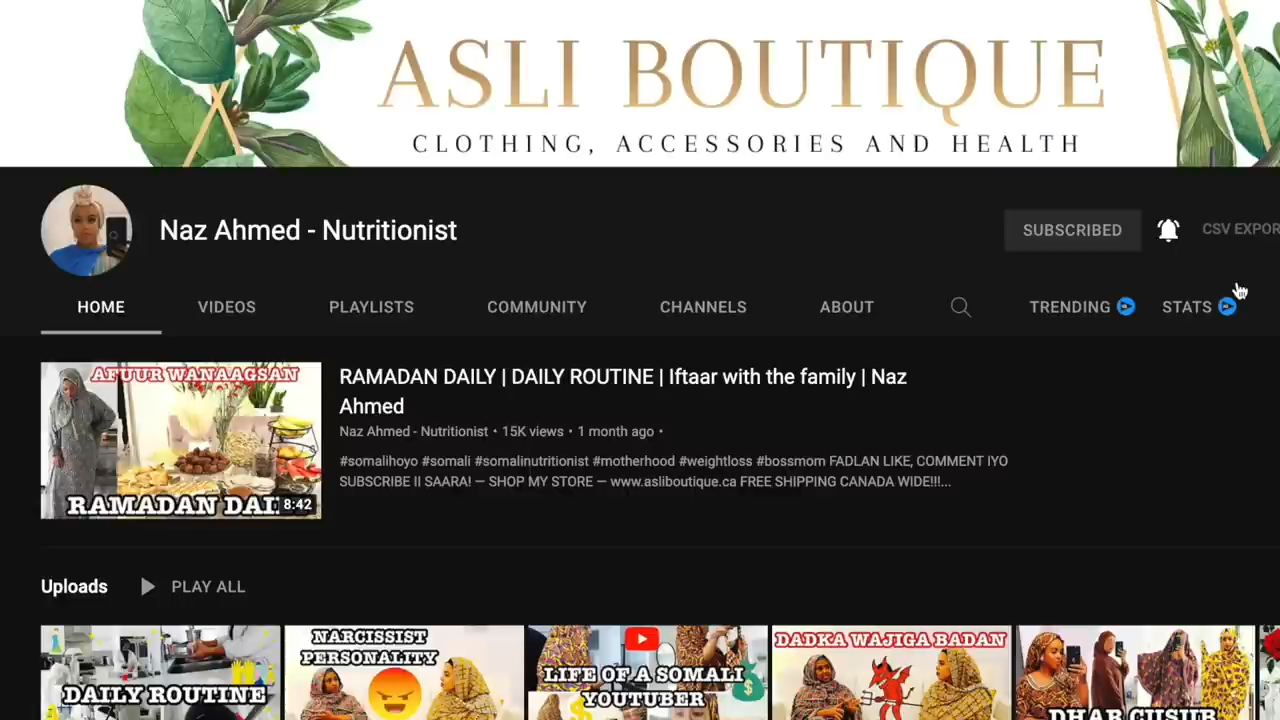 ASLI BOUTIQUE
CLOTHING, ACCESSORIES AND HEALTH
Naz Ahmed - Nutritionist
SUBSCRIBED
CSV EXPOR
HOME
VIDEOS
PLAYLISTS
COMMUNITY
CHANNELS
ABOUT
TRENDING
STATS
AFUUR WANAAGSAN
RAMADAN DAI
8:42
RAMADAN DAILY | DAILY ROUTINE | Iftaar with the family | Naz
Ahmed
Naz Ahmed - Nutritionist • 15K views • 1 month ago •
#somalihoyo #somali #somalinutritionist #motherhood #weightloss #bossmom FADLAN LIKE, COMMENT IYO
SUBSCRIBE II SAARA! — SHOP MY STORE — www.asliboutique.ca FREE SHIPPING CANADA WIDE!!!...
Uploads
PLAY ALL
DAILY ROUTINE
NARCISSIST
PERSONALITY
LIFE OF A SOMALI
YOUTUBER
DADKA WAJIGA BADAN
DHAR CUSUB